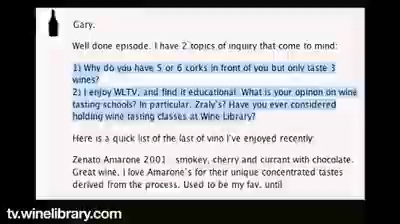 Gary,
Well done episode. I have 2 topics of inquiry that come to mind:
1) Why do you have 5 or 6 corks in front of you but only taste 3
wines?
2) I enjoy WLTV, and find it educational. What is your opinon on wine
tasting schools? In particular, Zraly's? Have you ever considered
holding wine tasting classes at Wine Library?
Here is a quick list of the last of vino I've enjoyed recently:
Zenato Amarone 2001 - smokey, cherry and currant with chocolate.
Great wine. I love Amarone's for their unique concentrated tastes
derived from the process. Used to be my fav, until
tv.winelibrary.com